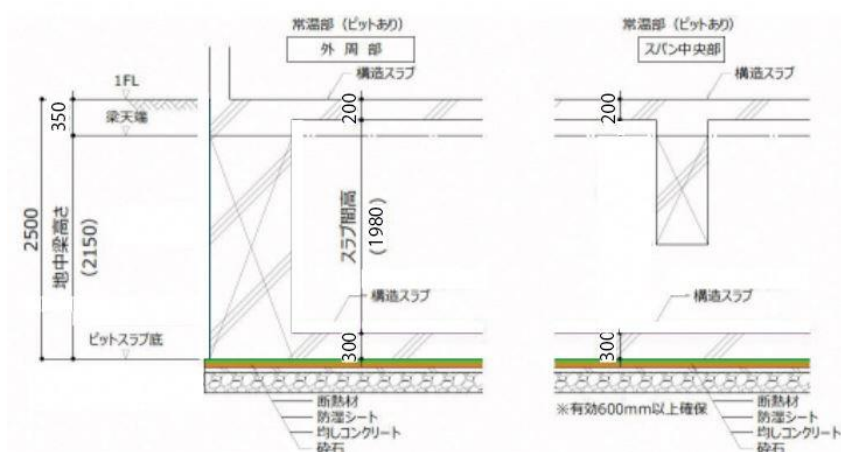 常温部（ピットあり）
外周部
構造スラブ
1FL
梁天端
350
200
2500
地中梁高さ
(2150)
スラブ間高
(1980)
構造スラブ
ピットスラブ底
300
断熱材
防湿シート
均しコンクリート
砕石
常温部（ピットあり）
スパン中央部
構造スラブ
200
構造スラブ
300
※有効600mm以上確保
断熱材
防湿シート
均しコンクリート
砕石